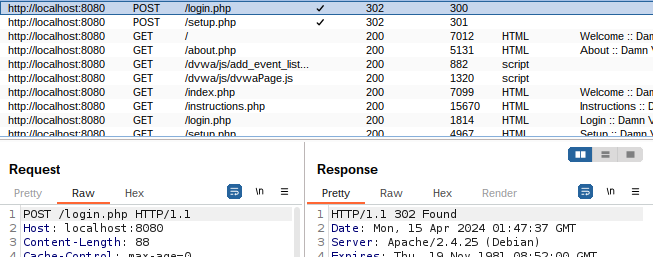 http://localhost:8080 POST /login.php ✓ 302 300
http://localhost:8080 POST /setup.php ✓ 302 301
http://localhost:8080 GET / 200 7012 HTML Welcome :: Damn
http://localhost:8080 GET /about.php 200 5131 HTML About :: Damn V
http://localhost:8080 GET /dvwa/js/add_event_list... 200 882 script
http://localhost:8080 GET /dvwa/js/dvwaPage.js 200 1320 script
http://localhost:8080 GET /index.php 200 7099 HTML Welcome :: Damn
http://localhost:8080 GET /instructions.php 200 15670 HTML Instructions :: D
http://localhost:8080 GET /login.php 200 1814 HTML Login :: Damn V
http://localhost:8080 GET /setup.php 200 4967 HTML Setup :: Damn
Request
Pretty Raw Hex \n
1 POST /login.php HTTP/1.1
2 Host: localhost:8080
3 Content-Length: 88
4 Cache-Control: max-age=0
Response
Pretty Raw Hex Render \n
1 HTTP/1.1 302 Found
2 Date: Mon, 15 Apr 2024 01:47:37 GMT
3 Server: Apache/2.4.25 (Debian)
4 Expires: Thu, 19 Nov 1981 08:52:00 GMT